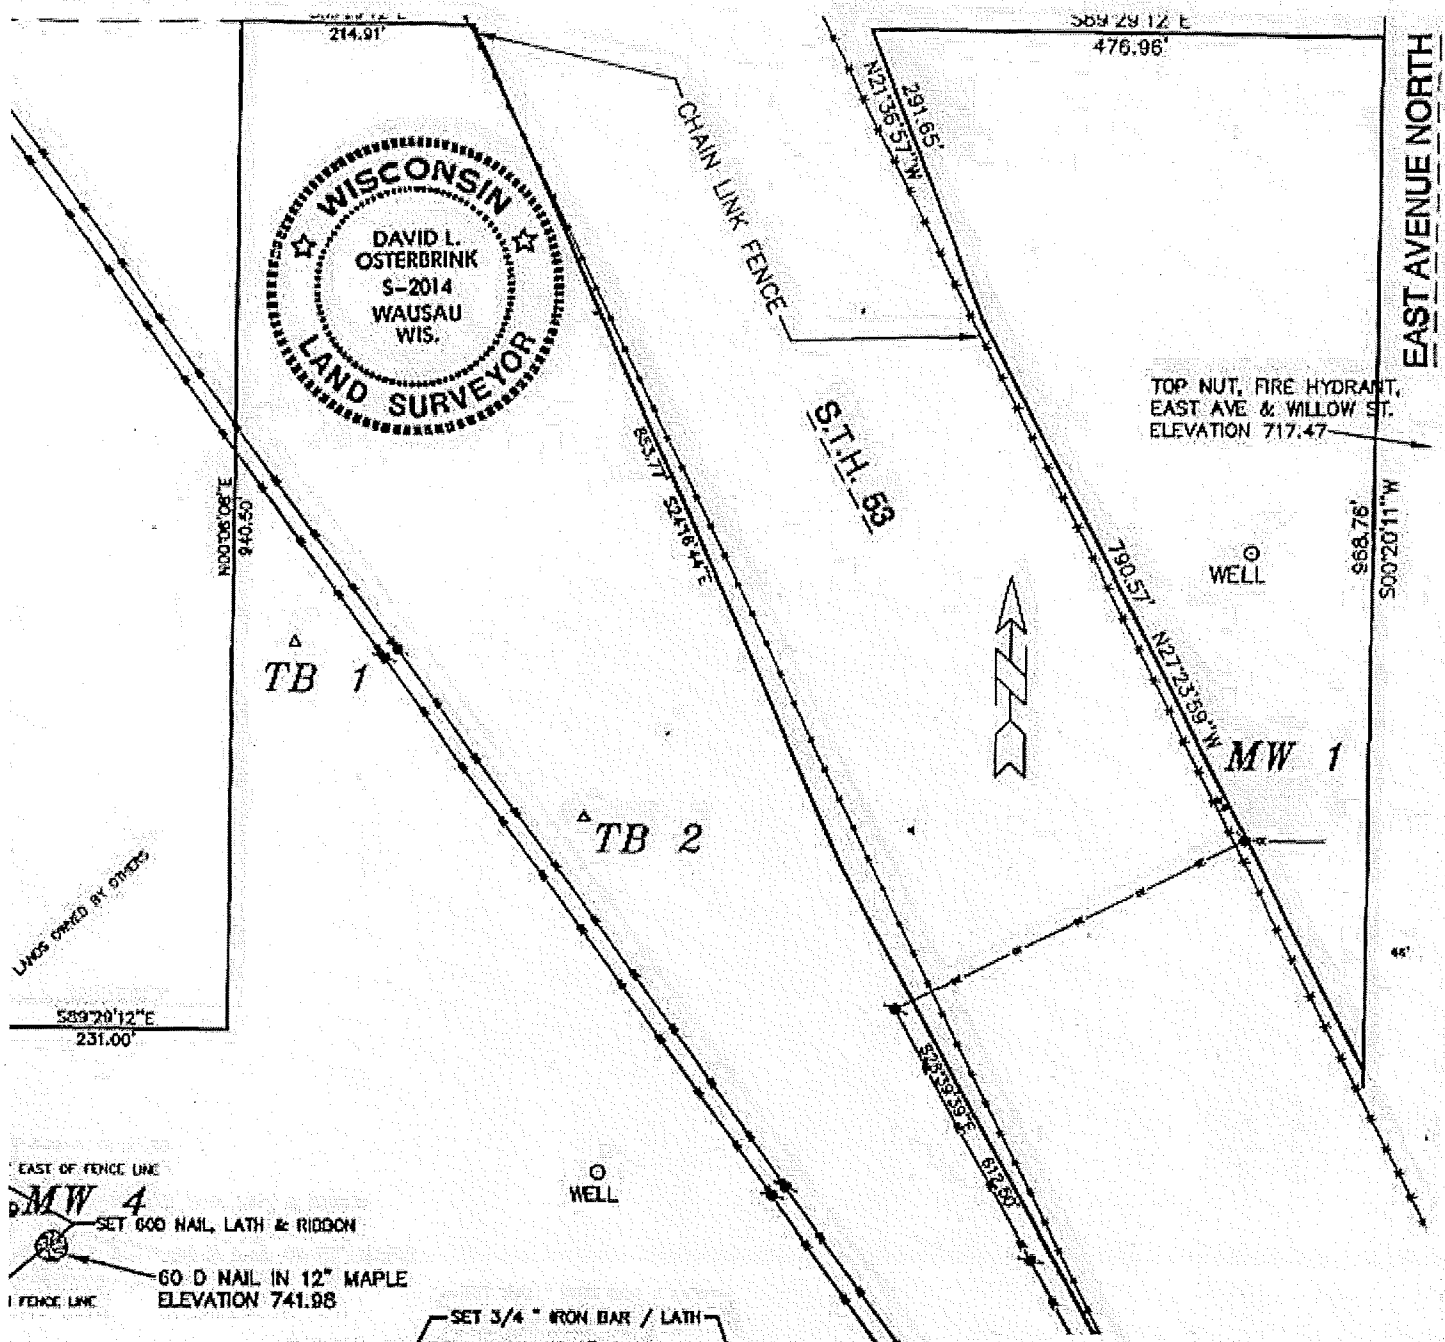 214.91'
S89°29'12"E
476.96'
EAST AVENUE NORTH
N21°36'57"W
291.65'
CHAIN LINK FENCE
WISCONSIN
DAVID L.
OSTERBRINK
S-2014
WAUSAU
WIS.
LAND SURVEYOR
TOP NUT, FIRE HYDRANT,
EAST AVE & WILLOW ST.
ELEVATION 717.47
S.T.H. 53
853.77'
S24°16'44"E
N00°06'08"E
940.50'
968.76'
S00°20'11"W
790.57'
N27°23'59"W
WELL
TB 1
MW 1
TB 2
LANDS OWNED BY OTHERS
S89°29'12"E
231.00'
S28°39'39"E
612.50'
EAST OF FENCE LINE
MW 4
SET 60D NAIL, LATH & RIBBON
WELL
60 D NAIL IN 12" MAPLE
ELEVATION 741.98
FENCE LINE
SET 3/4 " IRON BAR / LATH